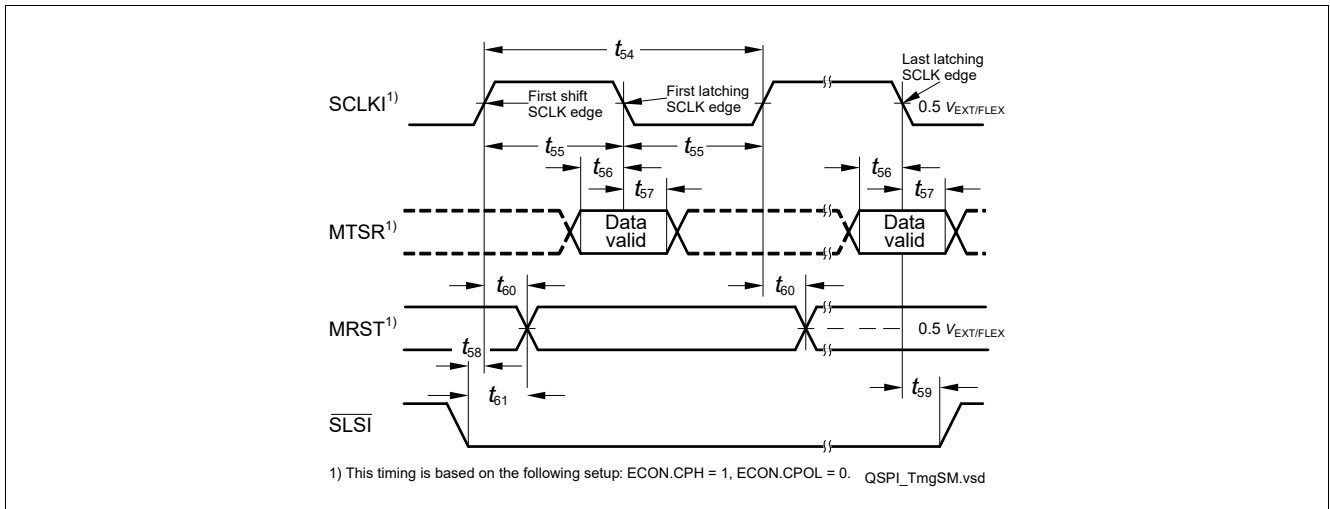 t54
Last latching
SCLK edge
SCLKI1)
First shift
SCLK edge
First latching
SCLK edge
0.5 VEXT/FLEX
t55
t55
t56
t57
t56
t57
MTSR1)
Data
valid
Data
valid
t60
t60
MRST1)
0.5 VEXT/FLEX
t58
t61
t59
SLSI
1) This timing is based on the following setup: ECON.CPH = 1, ECON.CPOL = 0.
QSPI_TmgSM.vsd